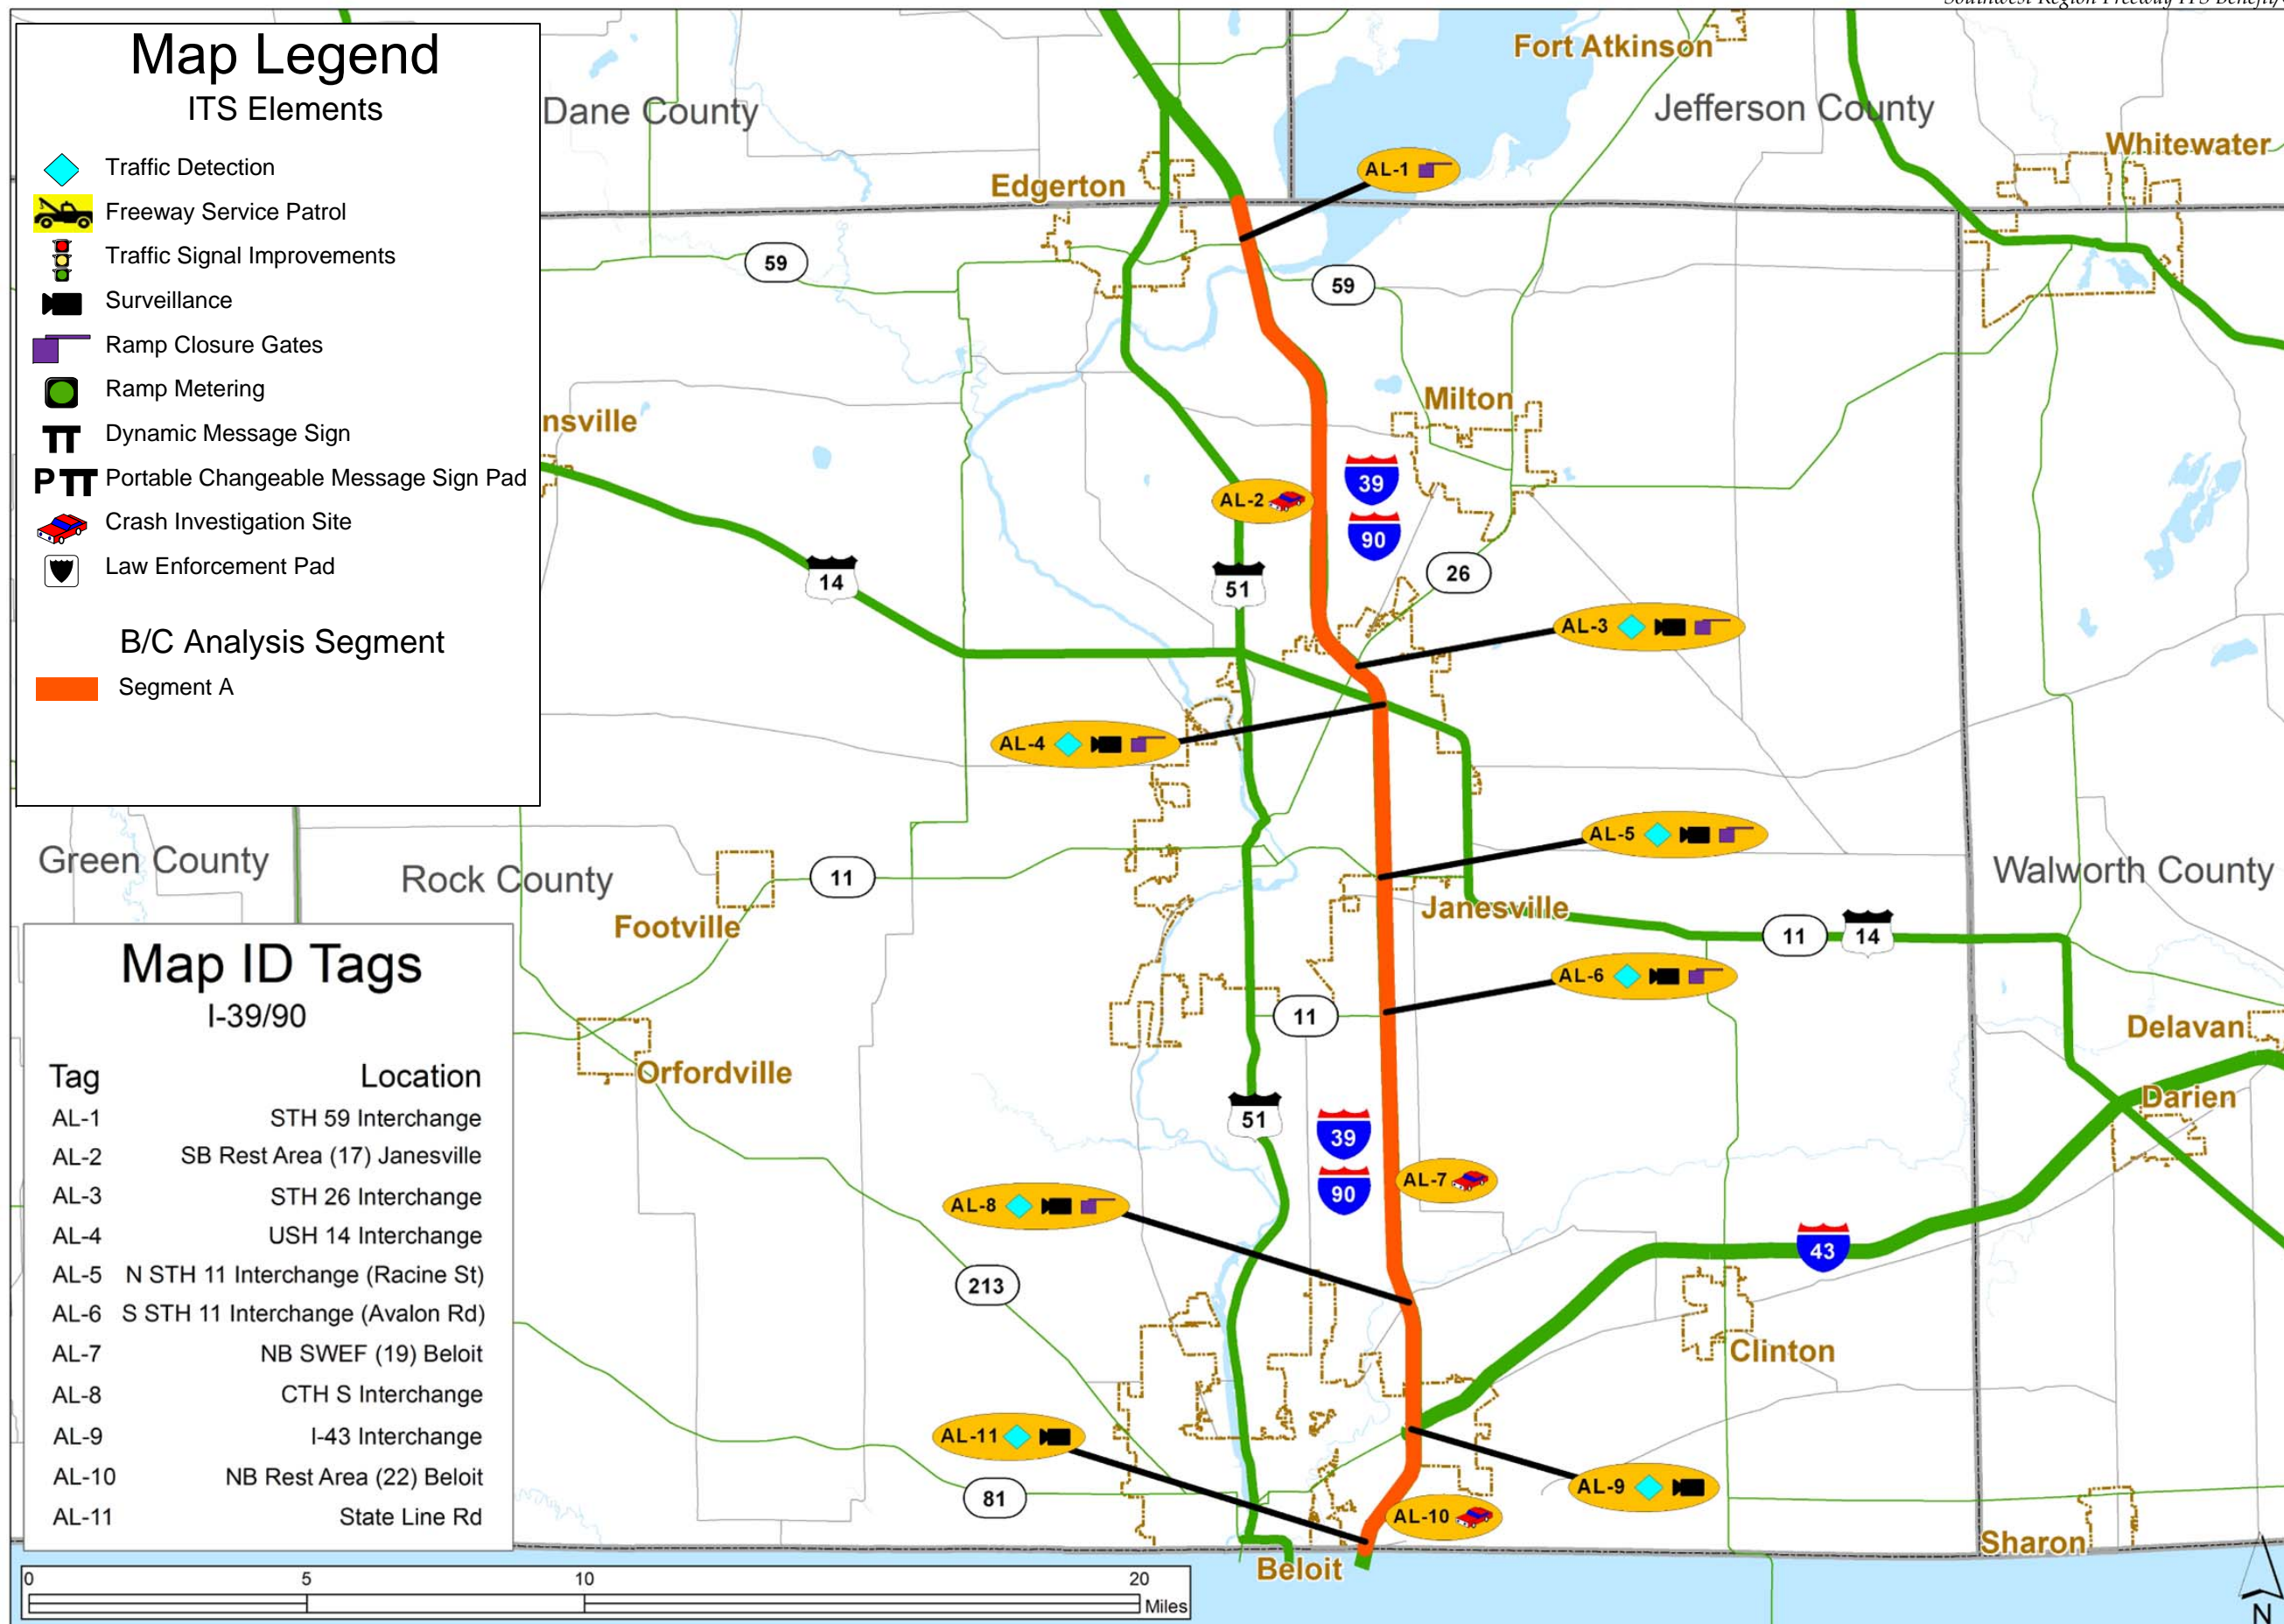 Southwest Region Freeway ITS Benefit/
Map Legend
ITS Elements
Traffic Detection
Freeway Service Patrol
Traffic Signal Improvements
Surveillance
Ramp Closure Gates
Ramp Metering
Dynamic Message Sign
PTT Portable Changeable Message Sign Pad
Crash Investigation Site
Law Enforcement Pad
B/C Analysis Segment
Segment A
Dane County
Fort Atkinson
Jefferson County
Whitewater
Edgerton
AL-1
59
59
nsville
Milton
39
AL-2
90
14
51
26
AL-3
AL-4
AL-5
Green County
Rock County
11
Walworth County
Footville
Janesville
11
14
AL-6
11
Delavan
Orfordville
Darien
51
39
90
AL-7
AL-8
43
213
Clinton
AL-11
81
AL-9
AL-10
Sharon
Beloit
Map ID Tags
I-39/90
Tag Location
AL-1 STH 59 Interchange
AL-2 SB Rest Area (17) Janesville
AL-3 STH 26 Interchange
AL-4 USH 14 Interchange
AL-5 N STH 11 Interchange (Racine St)
AL-6 S STH 11 Interchange (Avalon Rd)
AL-7 NB SWEF (19) Beloit
AL-8 CTH S Interchange
AL-9 I-43 Interchange
AL-10 NB Rest Area (22) Beloit
AL-11 State Line Rd
0 5 10 20
Miles
N